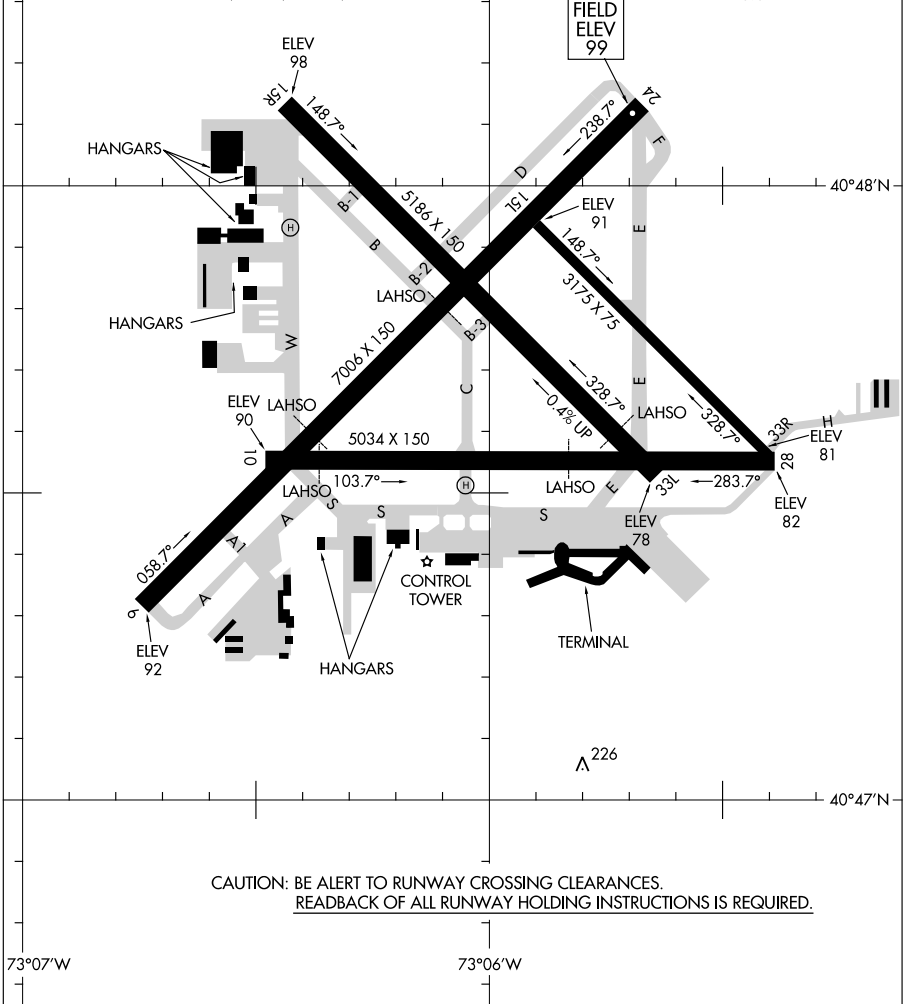 FIELD
ELEV
99
ELEV
98
15R
24
148.7°
238.7°
F
HANGARS
D
40°48'N
15L
B-1
5186 X 150
ELEV
91
H
E
148.7°
B
B-2
3175 X 75
LAHSO
HANGARS
B-3
7006 X 150
W
C
328.7°
E
0.4% UP
ELEV
90
LAHSO
LAHSO
328.7°
33R
H
5034 X 150
ELEV
81
10
28
103.7°
H
283.7°
LAHSO
LAHSO
E
33L
ELEV
82
S
S
S
A
ELEV
78
A1
058.7°
A
CONTROL
TOWER
6
ELEV
92
HANGARS
TERMINAL
226
40°47'N
CAUTION: BE ALERT TO RUNWAY CROSSING CLEARANCES.
READBACK OF ALL RUNWAY HOLDING INSTRUCTIONS IS REQUIRED.
73°07'W
73°06'W